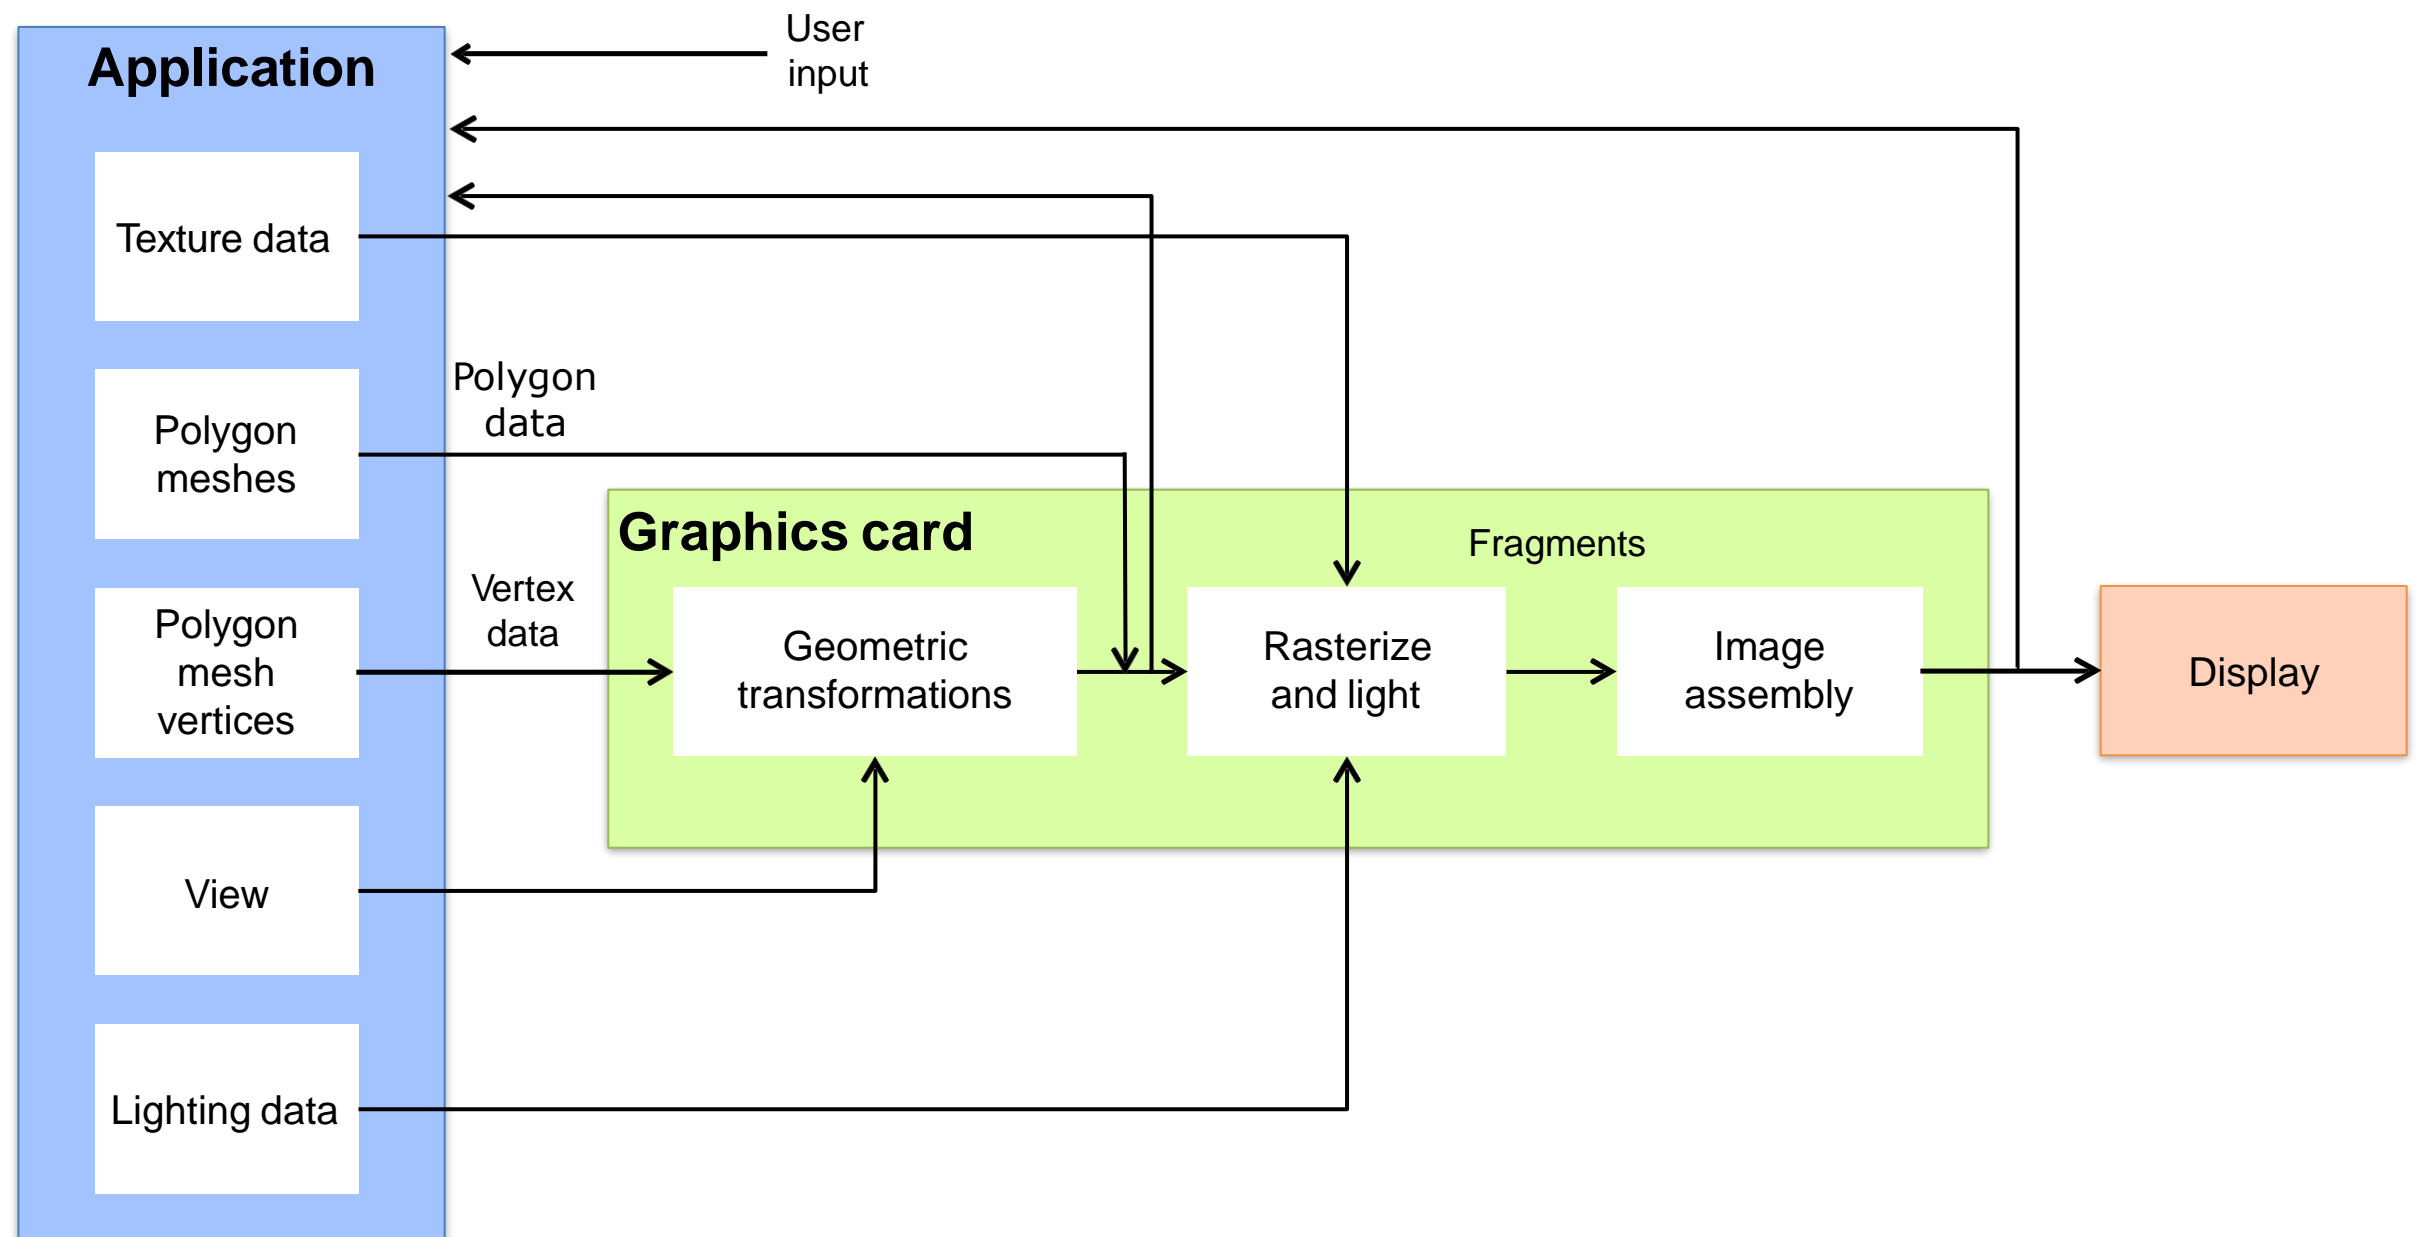 User
input
Application
Texture data
Polygon
data
Polygon
meshes
Graphics card
Fragments
Vertex
data
Polygon
mesh
vertices
Geometric
transformations
Rasterize
and light
Image
assembly
Display
View
Lighting data